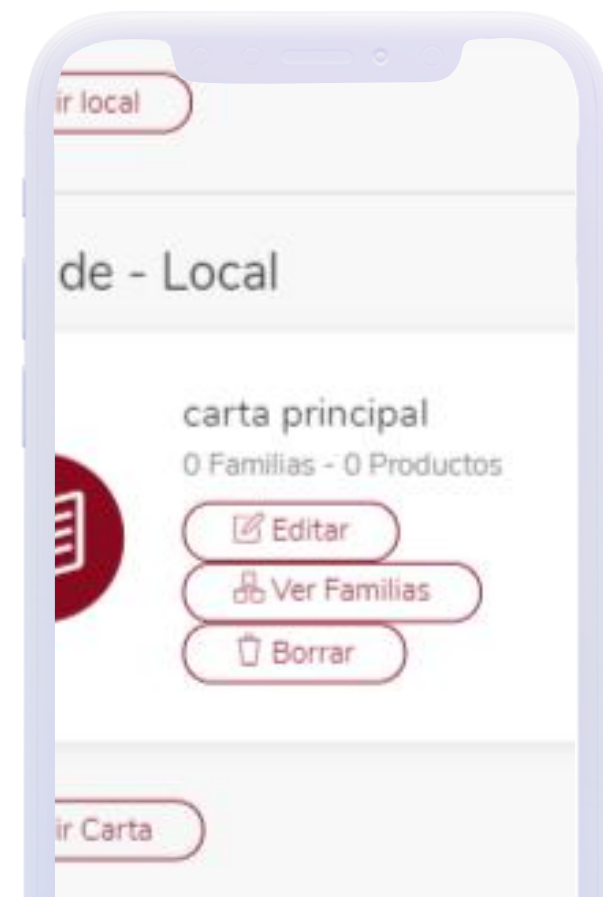 ir local
de - Local
carta principal
0 Familias - 0 Productos
Editar
Ver Familias
Borrar
ir Carta